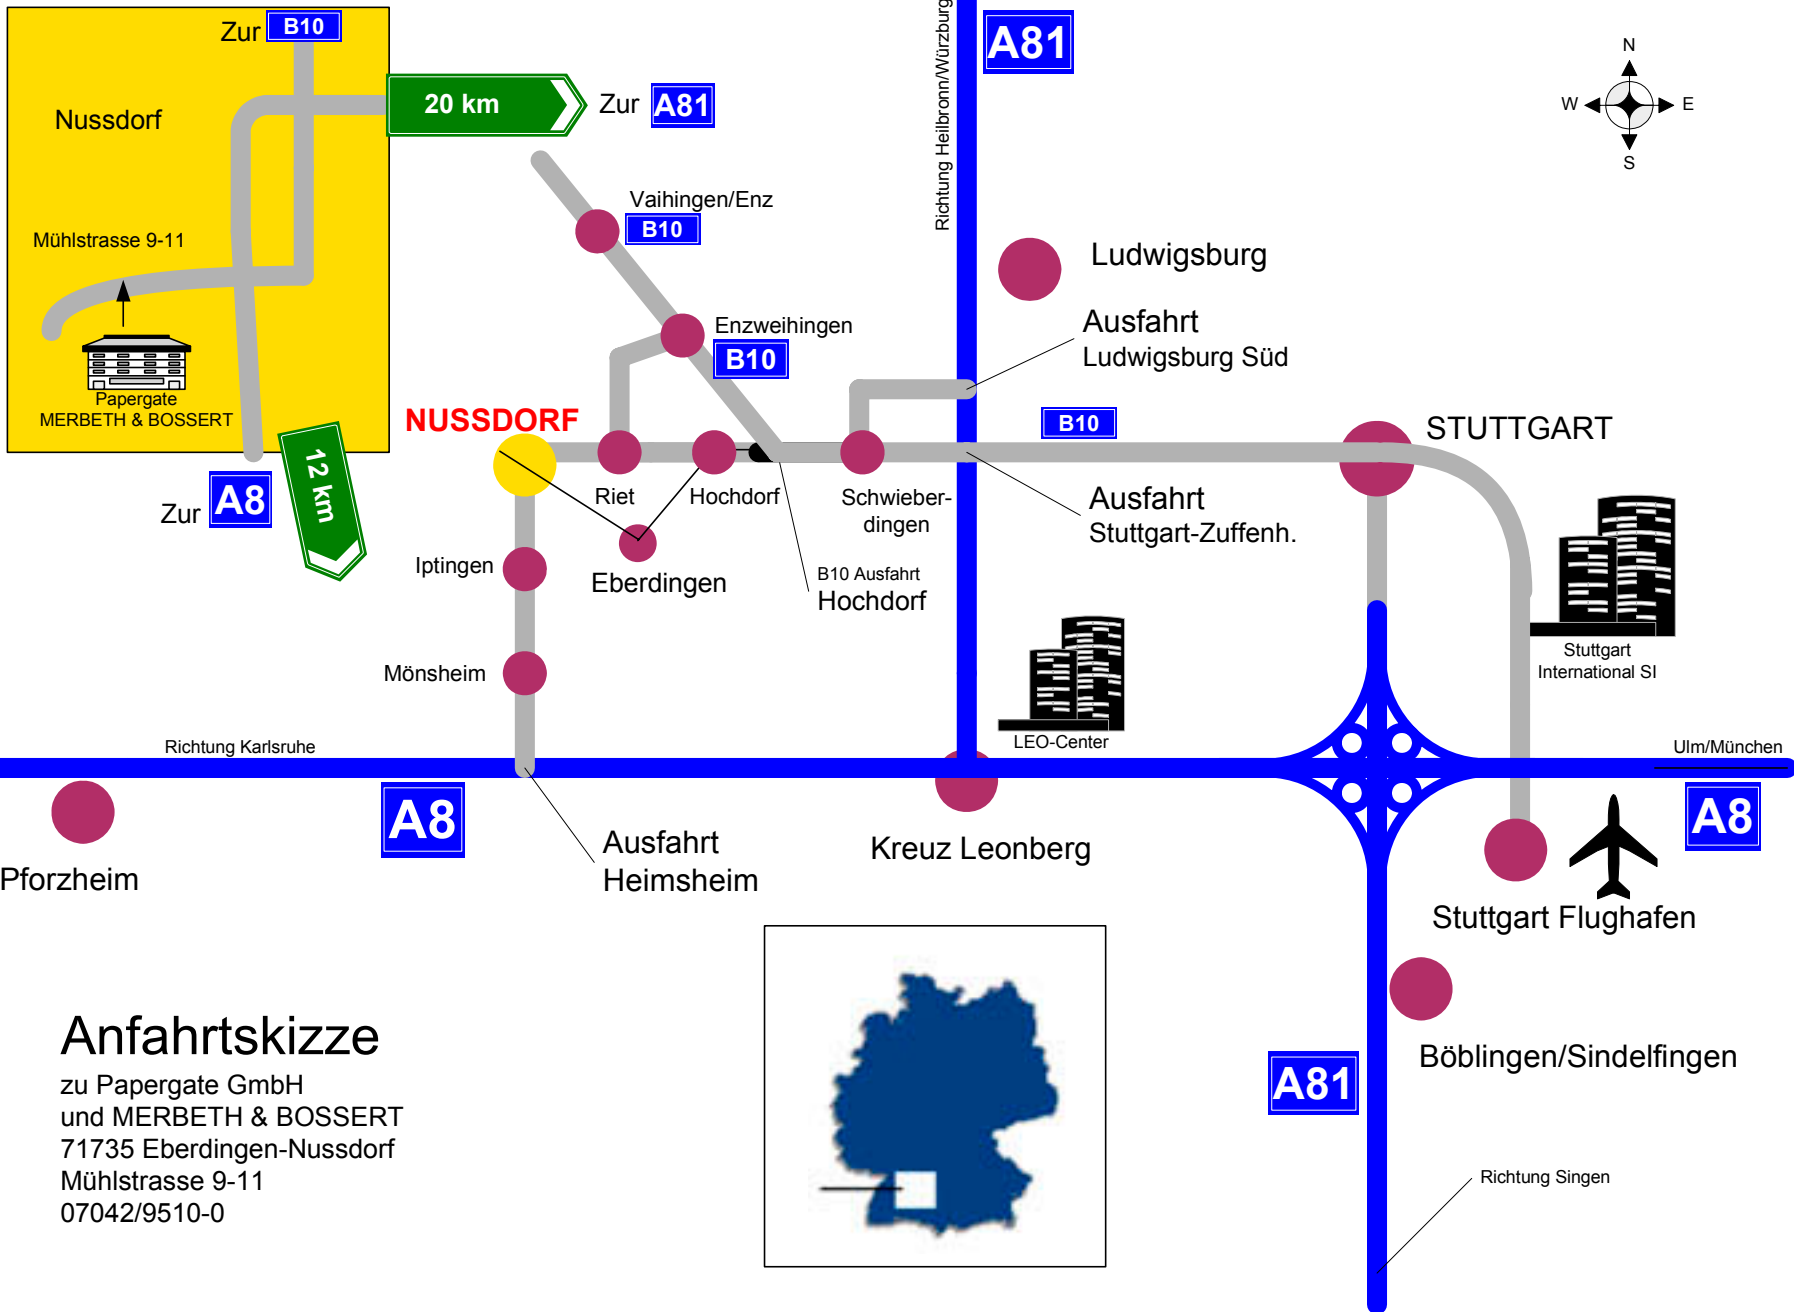 Zur B10
Nussdorf
Mühlstrasse 9-11
Papergate
MERBETH & BOSSERT
20 km
Zur A81
12 km
Zur A8
Richtung Heilbronn/Würzburg
A81
N
W
E
S
Vaihingen/Enz
B10
Enzweihingen
B10
Ludwigsburg
Ausfahrt
Ludwigsburg Süd
NUSSDORF
B10
STUTTGART
Riet
Hochdorf
Schwieber-
dingen
Ausfahrt
Stuttgart-Zuffenh.
Iptingen
Eberdingen
B10 Ausfahrt
Hochdorf
Mönsheim
Stuttgart
International SI
LEO-Center
Richtung Karlsruhe
Ulm/München
A8
A8
Pforzheim
Ausfahrt
Heimsheim
Kreuz Leonberg
Stuttgart Flughafen
Böblingen/Sindelfingen
A81
Richtung Singen
Anfahrtskizze
zu Papergate GmbH
und MERBETH & BOSSERT
71735 Eberdingen-Nussdorf
Mühlstrasse 9-11
07042/9510-0